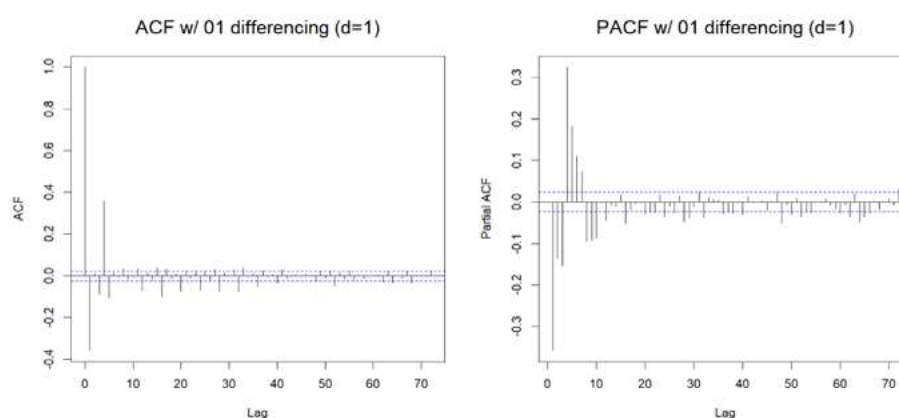 ACF w/ 01 differencing (d=1)
1.0
0.8
0.6
0.4
0.2
0.0
-0.2
-0.4
ACF
0 10 20 30 40 50 60 70
Lag
PACF w/ 01 differencing (d=1)
0.3
0.2
0.1
0.0
-0.1
-0.3
Partial ACF
0 10 20 30 40 50 60 70
Lag